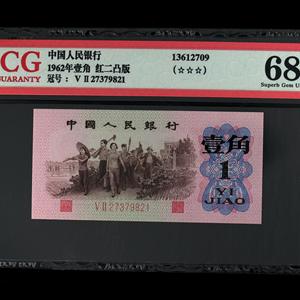 CG
GUARANTY
中国人民银行
1962年壹角 红二凸版
冠号: V II 27379821
13612709
(☆☆☆)
68
Superb Gem U
中國人民銀行
壹角
1
YI
JIAO
V II 27379821